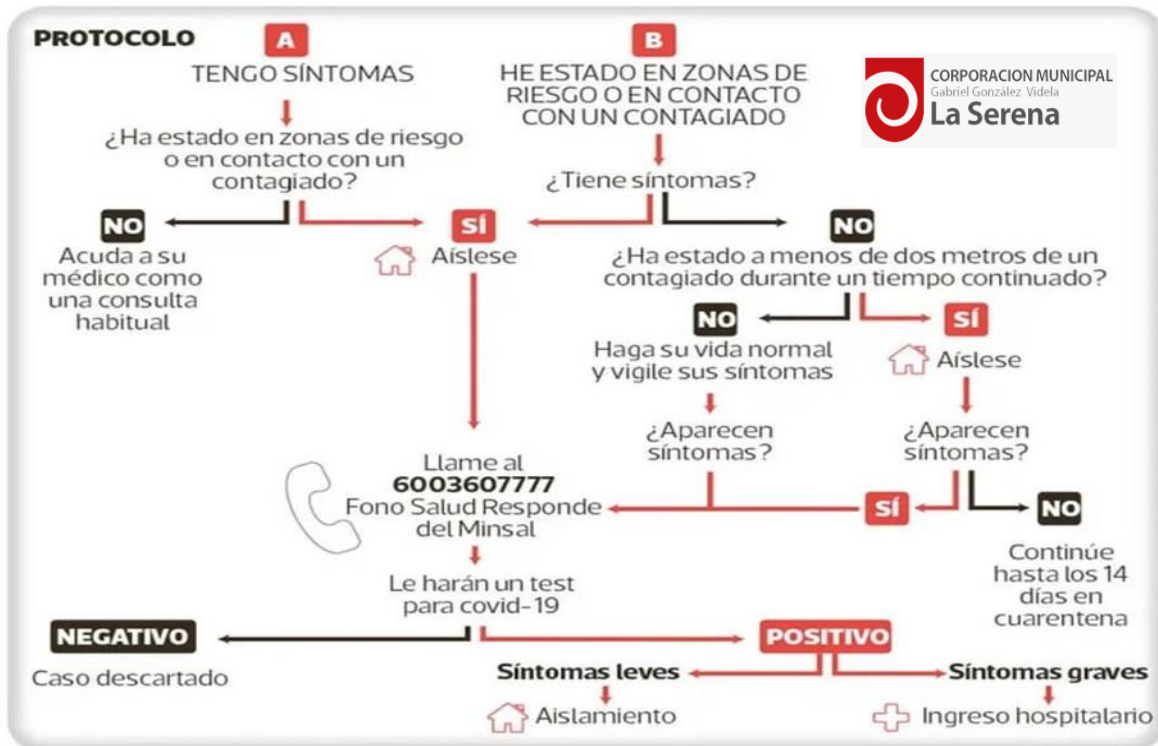 PROTOCOLO
A
TENGO SÍNTOMAS
¿Ha estado en zonas de riesgo
o en contacto con un
contagiado?
NO
Acuda a su
médico como
una consulta
habitual
B
HE ESTADO EN ZONAS DE
RIESGO O EN CONTACTO
CON UN CONTAGIADO
¿Tiene síntomas?
CORPORACION MUNICIPAL
Gabriel González Videla
La Serena
SÍ
Aíslese
NO
¿Ha estado a menos de dos metros de un
contagiado durante un tiempo continuado?
NO
Haga su vida normal
y vigile sus síntomas
¿Aparecen
síntomas?
SÍ
Aíslese
¿Aparecen
síntomas?
SÍ
NO
Continúe
hasta los 14
días en
cuarentena
Llame al
6003607777
Fono Salud Responde
del Minsal
Le harán un test
para covid-19
NEGATIVO
Caso descartado
POSITIVO
Síntomas leves
Aislamiento
Síntomas graves
Ingreso hospitalario